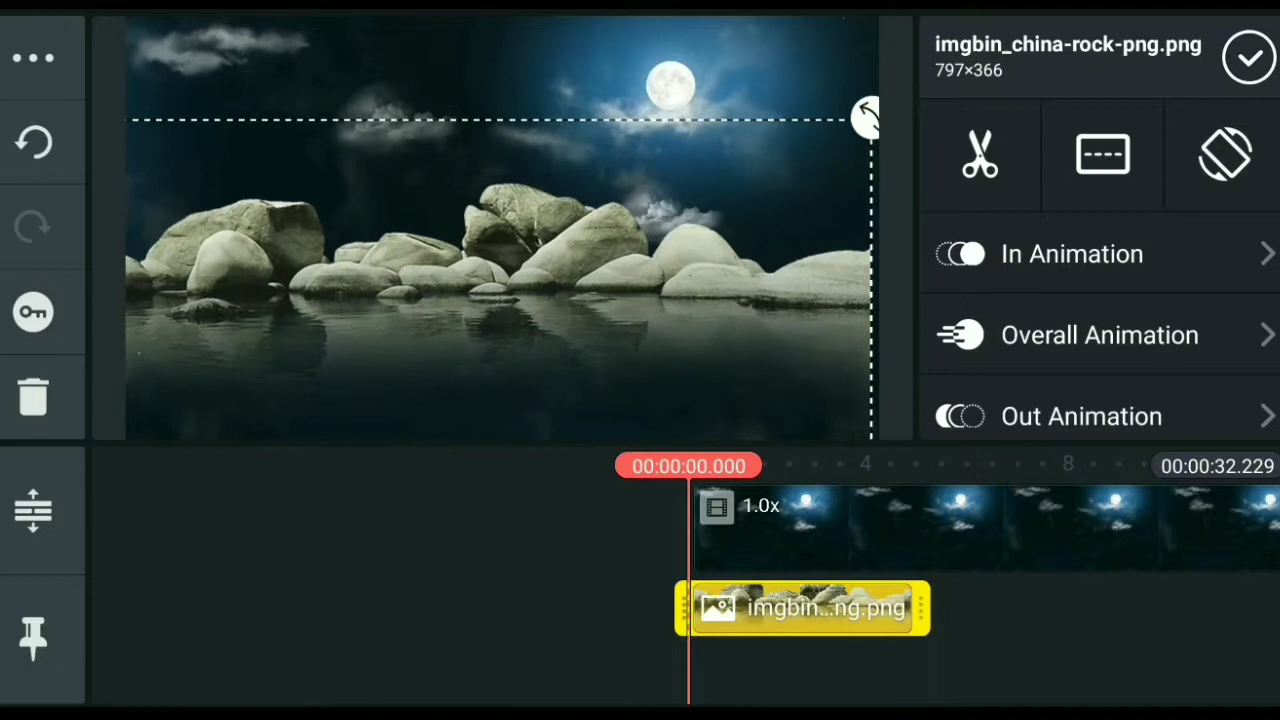 imgbin_china-rock-png.png
797×366
In Animation
Overall Animation
Out Animation
00:00:00.000
4
8
00:00:32.229
1.0x
imgbin...ng.png